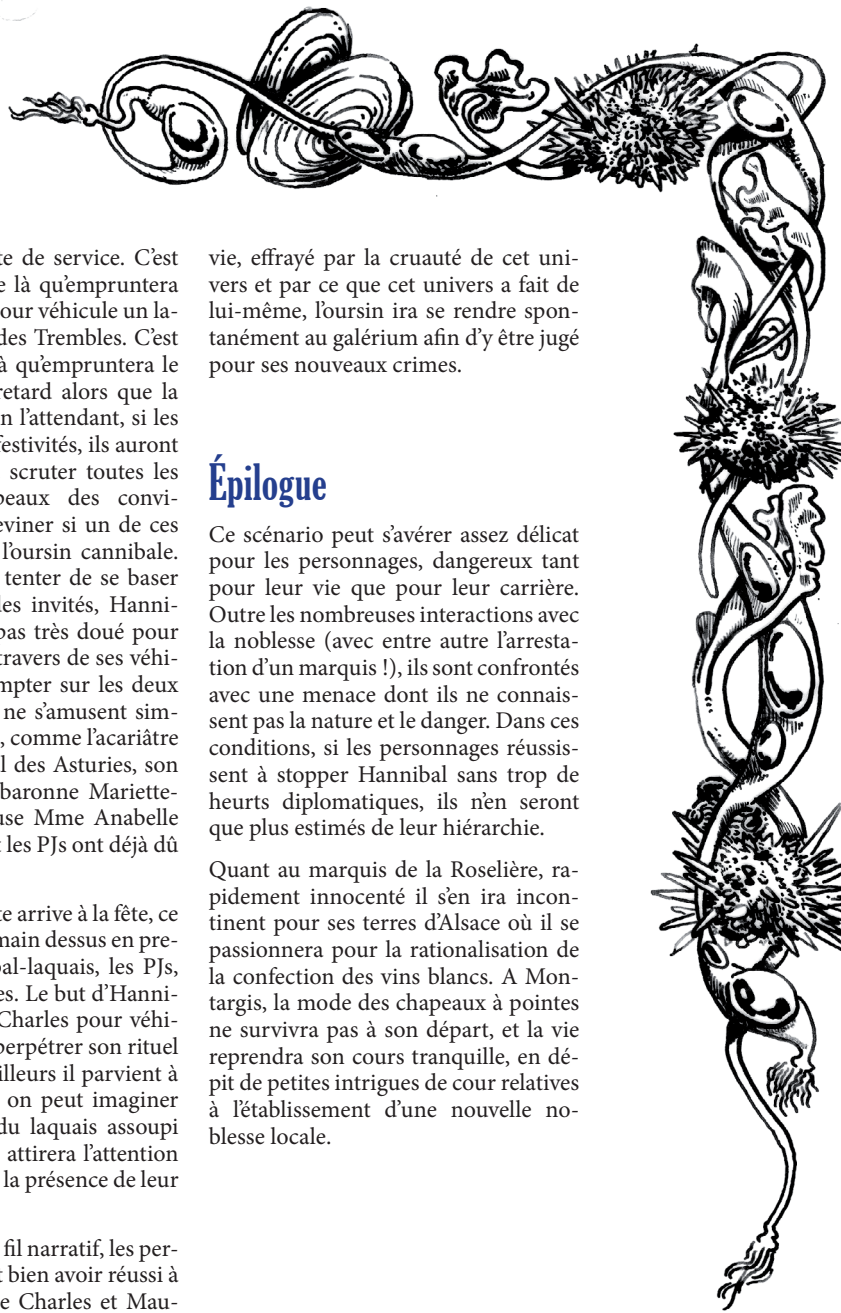 te de service. C’est
e là qu’empruntera
our véhicule un la-
des Trembles. C’est
à qu’empruntera le
retard alors que la
n l’attendant, si les
festivités, ils auront
scruter toutes les
peaux des convi-
eviner si un de ces
l’oursin cannibale.
tenter de se baser
les invités, Hanni-
pas très doué pour
travers de ses véhi-
mpter sur les deux
ne s’amusent sim-
, comme l’acariâtre
l des Asturies, son
baronne Mariette-
use Mme Anabelle
t les PJs ont déjà dû
te arrive à la fête, ce
main dessus en pre-
bal-laquais, les PJs,
es. Le but d’Hanni-
Charles pour véhi-
perpétrer son rituel
illeurs il parvient à
on peut imaginer
du laquais assoupi
attirera l’attention
la présence de leur
fil narratif, les per-
t bien avoir réussi à
e Charles et Mau-
vie, effrayé par la cruauté de cet uni-
vers et par ce que cet univers a fait de
lui-même, l’oursin ira se rendre spon-
tanément au galérium afin d’y être jugé
pour ses nouveaux crimes.
Épilogue
Ce scénario peut s’avérer assez délicat
pour les personnages, dangereux tant
pour leur vie que pour leur carrière.
Outre les nombreuses interactions avec
la noblesse (avec entre autre l’arresta-
tion d’un marquis !), ils sont confrontés
avec une menace dont ils ne connais-
sent pas la nature et le danger. Dans ces
conditions, si les personnages réussis-
sent à stopper Hannibal sans trop de
heurts diplomatiques, ils n’en seront
que plus estimés de leur hiérarchie.
Quant au marquis de la Roselière, ra-
pidement innocenté il s’en ira incon-
tinent pour ses terres d’Alsace où il se
passionnera pour la rationalisation de
la confection des vins blancs. A Mon-
targis, la mode des chapeaux à pointes
ne survivra pas à son départ, et la vie
reprendra son cours tranquille, en dé-
pit de petites intrigues de cour relatives
à l’établissement d’une nouvelle no-
blesse locale.